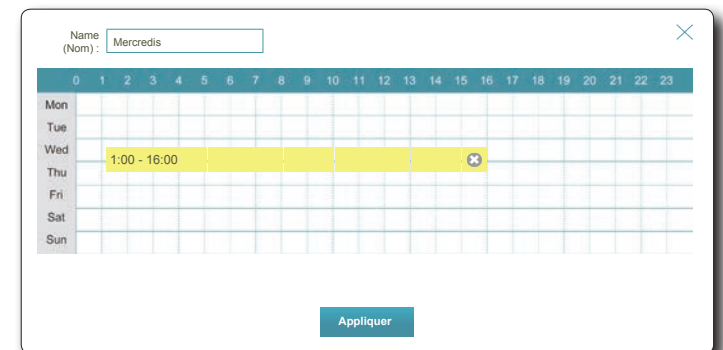 Name
(Nom) :
Mercredis
0 1 2 3 4 5 6 7 8 9 10 11 12 13 14 15 16 17 18 19 20 21 22 23
Mon
Tue
Wed
1:00 - 16:00
Thu
Fri
Sat
Sun
Appliquer